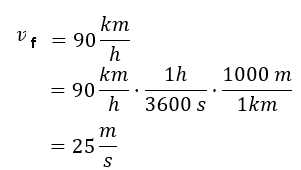 v_f = 90 km/h
= 90 km/h · 1h/3600 s · 1000 m/1km
= 25 m/s